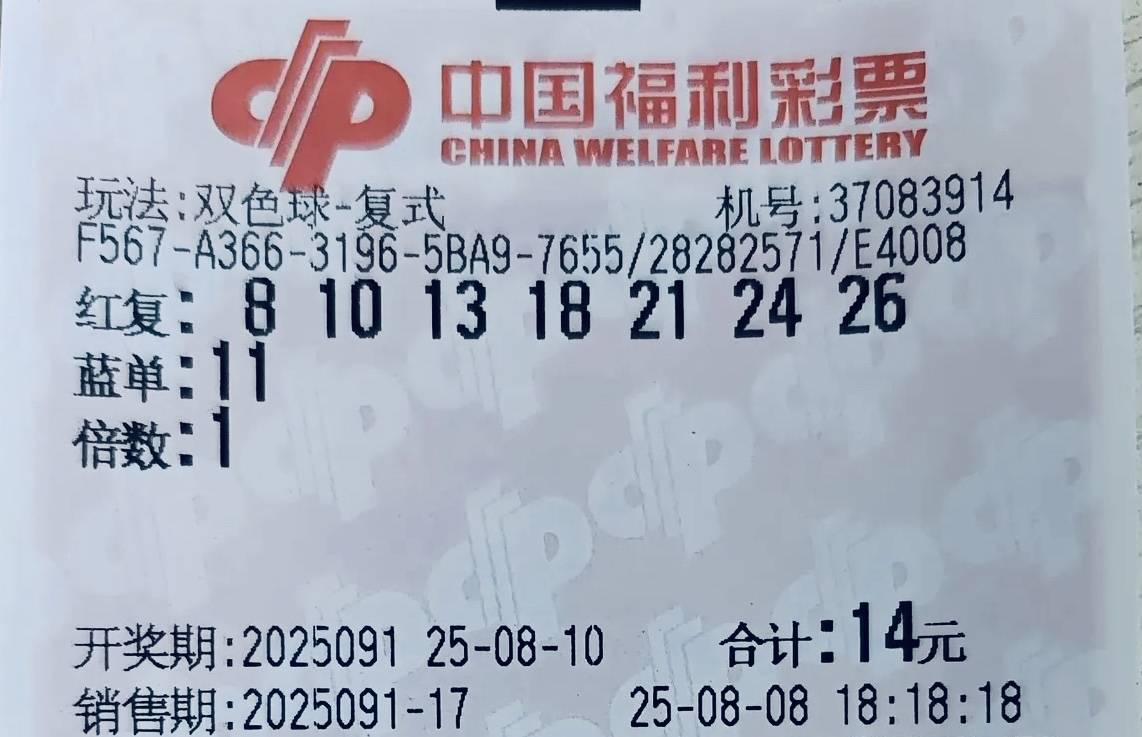 中国福利彩票
CHINA WELFARE LOTTERY
玩法:双色球-复式 机号:37083914
F567-A366-3196-5BA9-7655/28282571/E4008
红复: 8 10 13 18 21 24 26
蓝单:11
倍数:1
开奖期:2025091 25-08-10 合计:14元
销售期:2025091-17 25-08-08 18:18:18